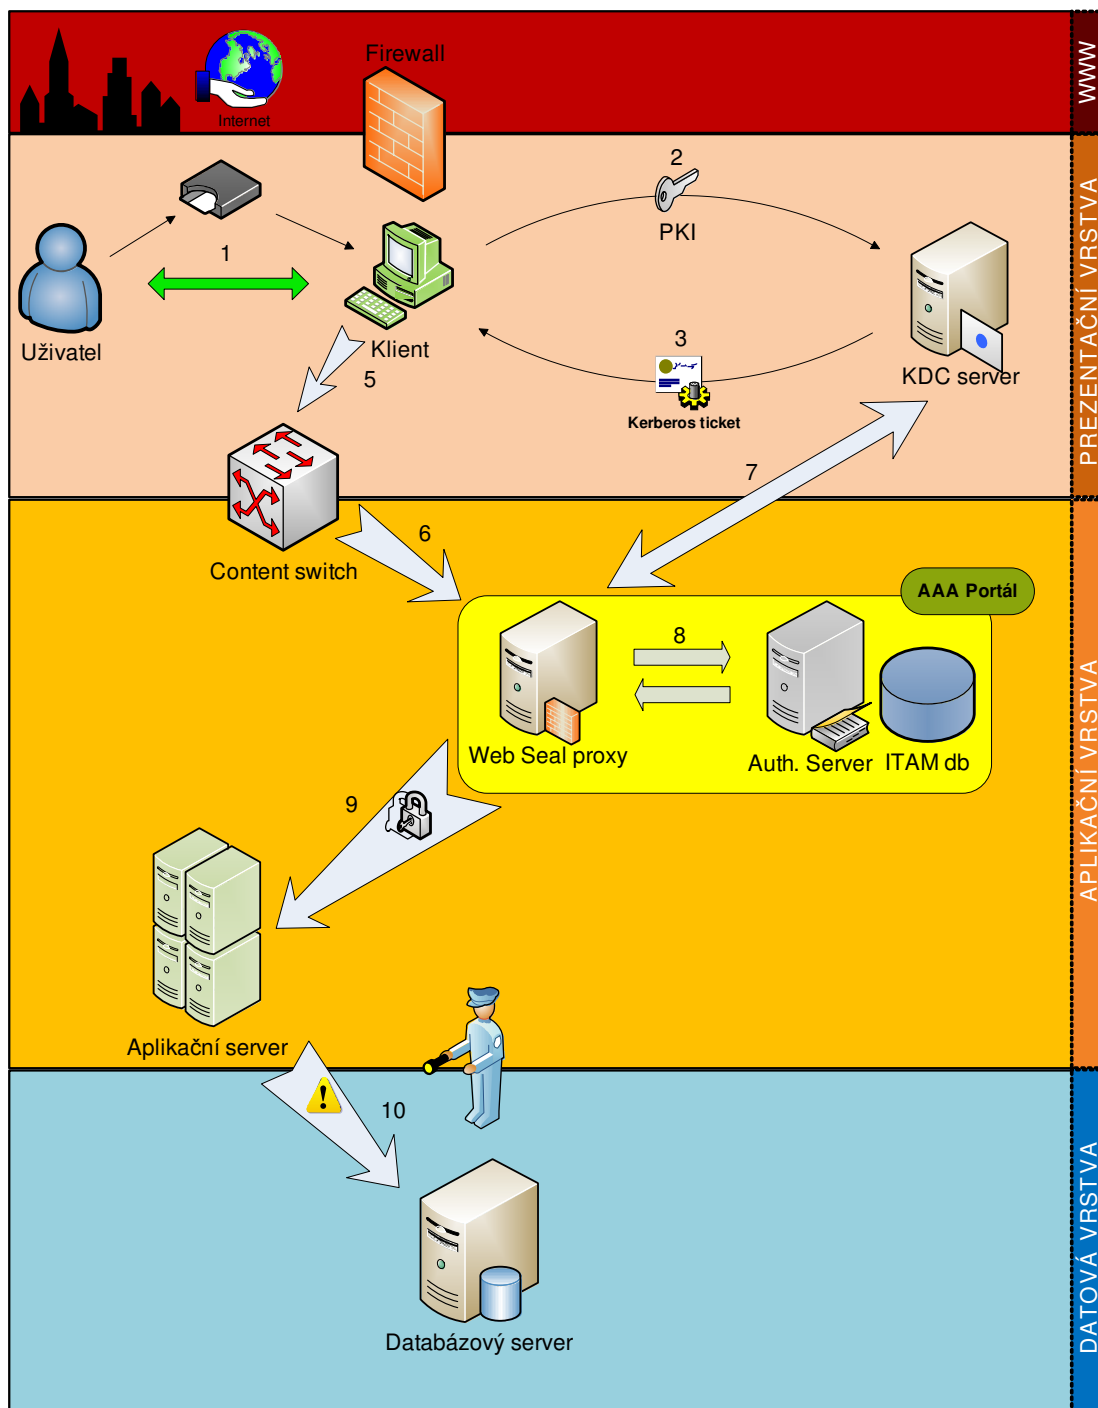 Firewall
Internet
WWW
2
PKI
1
Uživatel
Klient
3
Kerberos ticket
KDC server
PREZENTAČNÍ VRSTVA
5
7
6
Content switch
AAA Portál
8
Web Seal proxy
Auth. Server
ITAM db
APLIKAČNÍ VRSTVA
9
Aplikační server
10
Databázový server
DATOVÁ VRSTVA